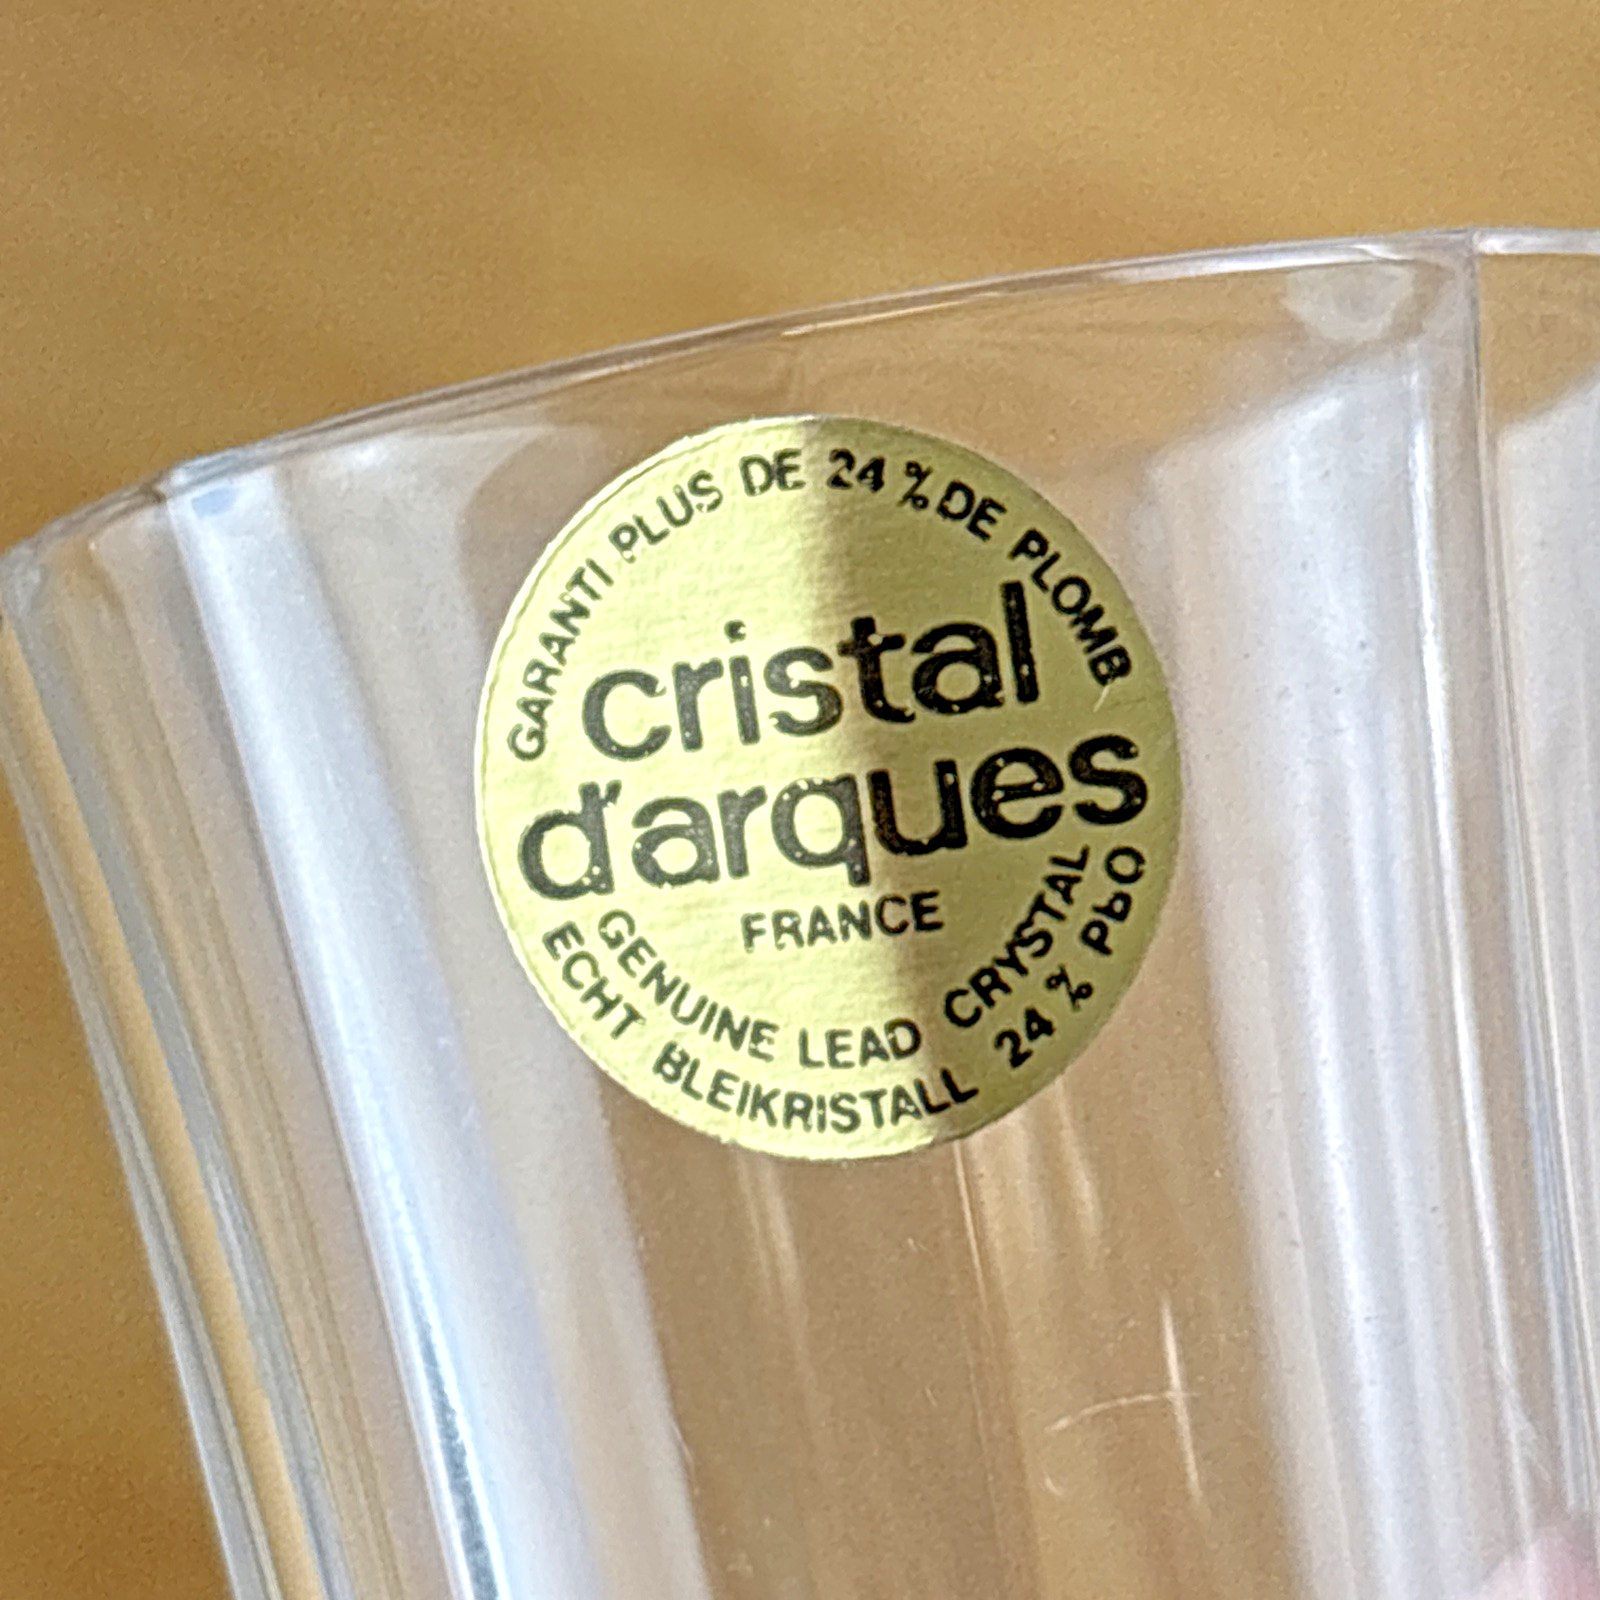 GARANTI PLUS DE 24 % DE PLOMB
cristal
d'arques
FRANCE
GENUINE LEAD CRYSTAL
ECHT BLEIKRISTALL 24 % PbO